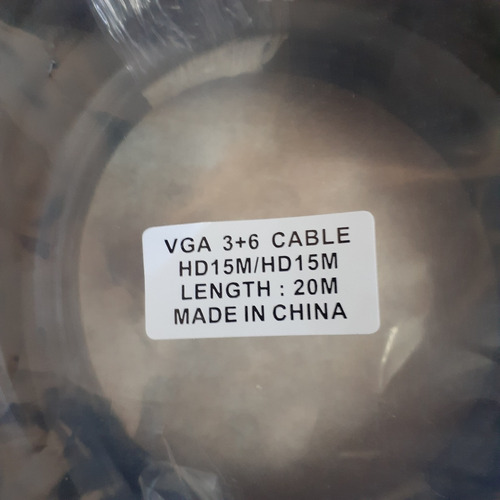 VGA 3+6 CABLE
HD15M/HD15M
LENGTH : 20M
MADE IN CHINA